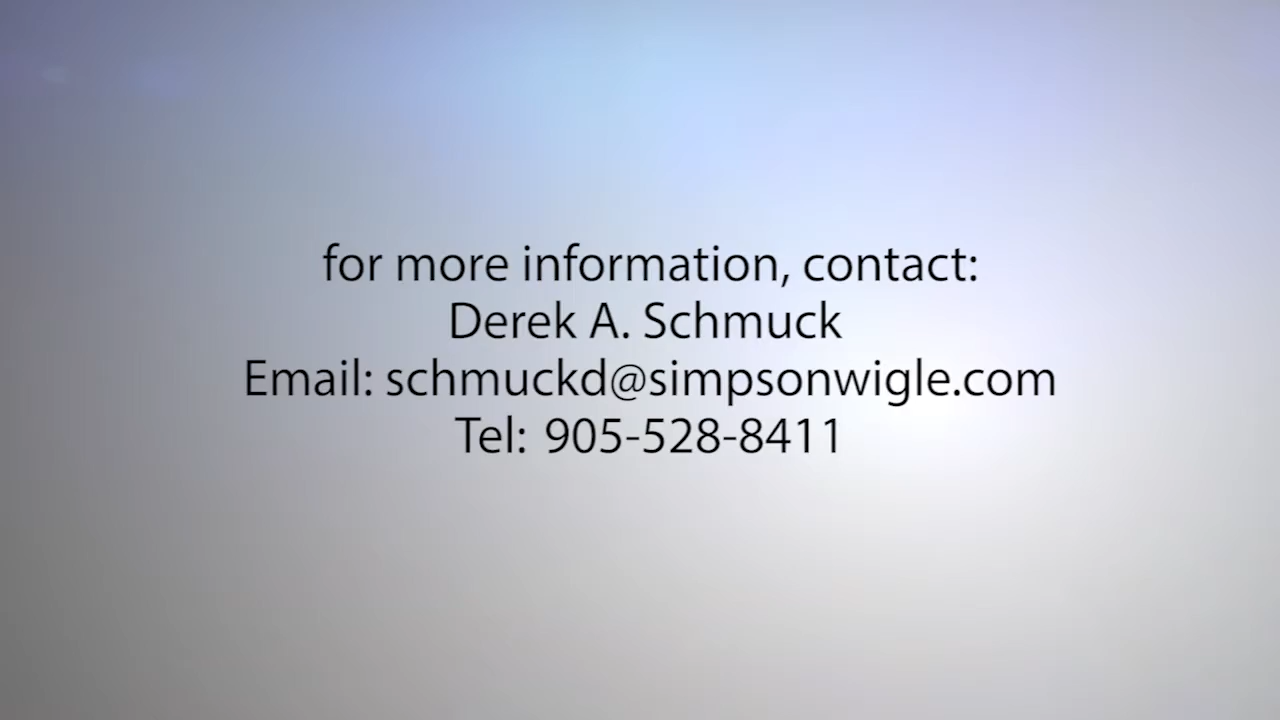 for more information, contact:
Derek A. Schmuck
Email: schmuckd@simpsonwigle.com
Tel: 905-528-8411